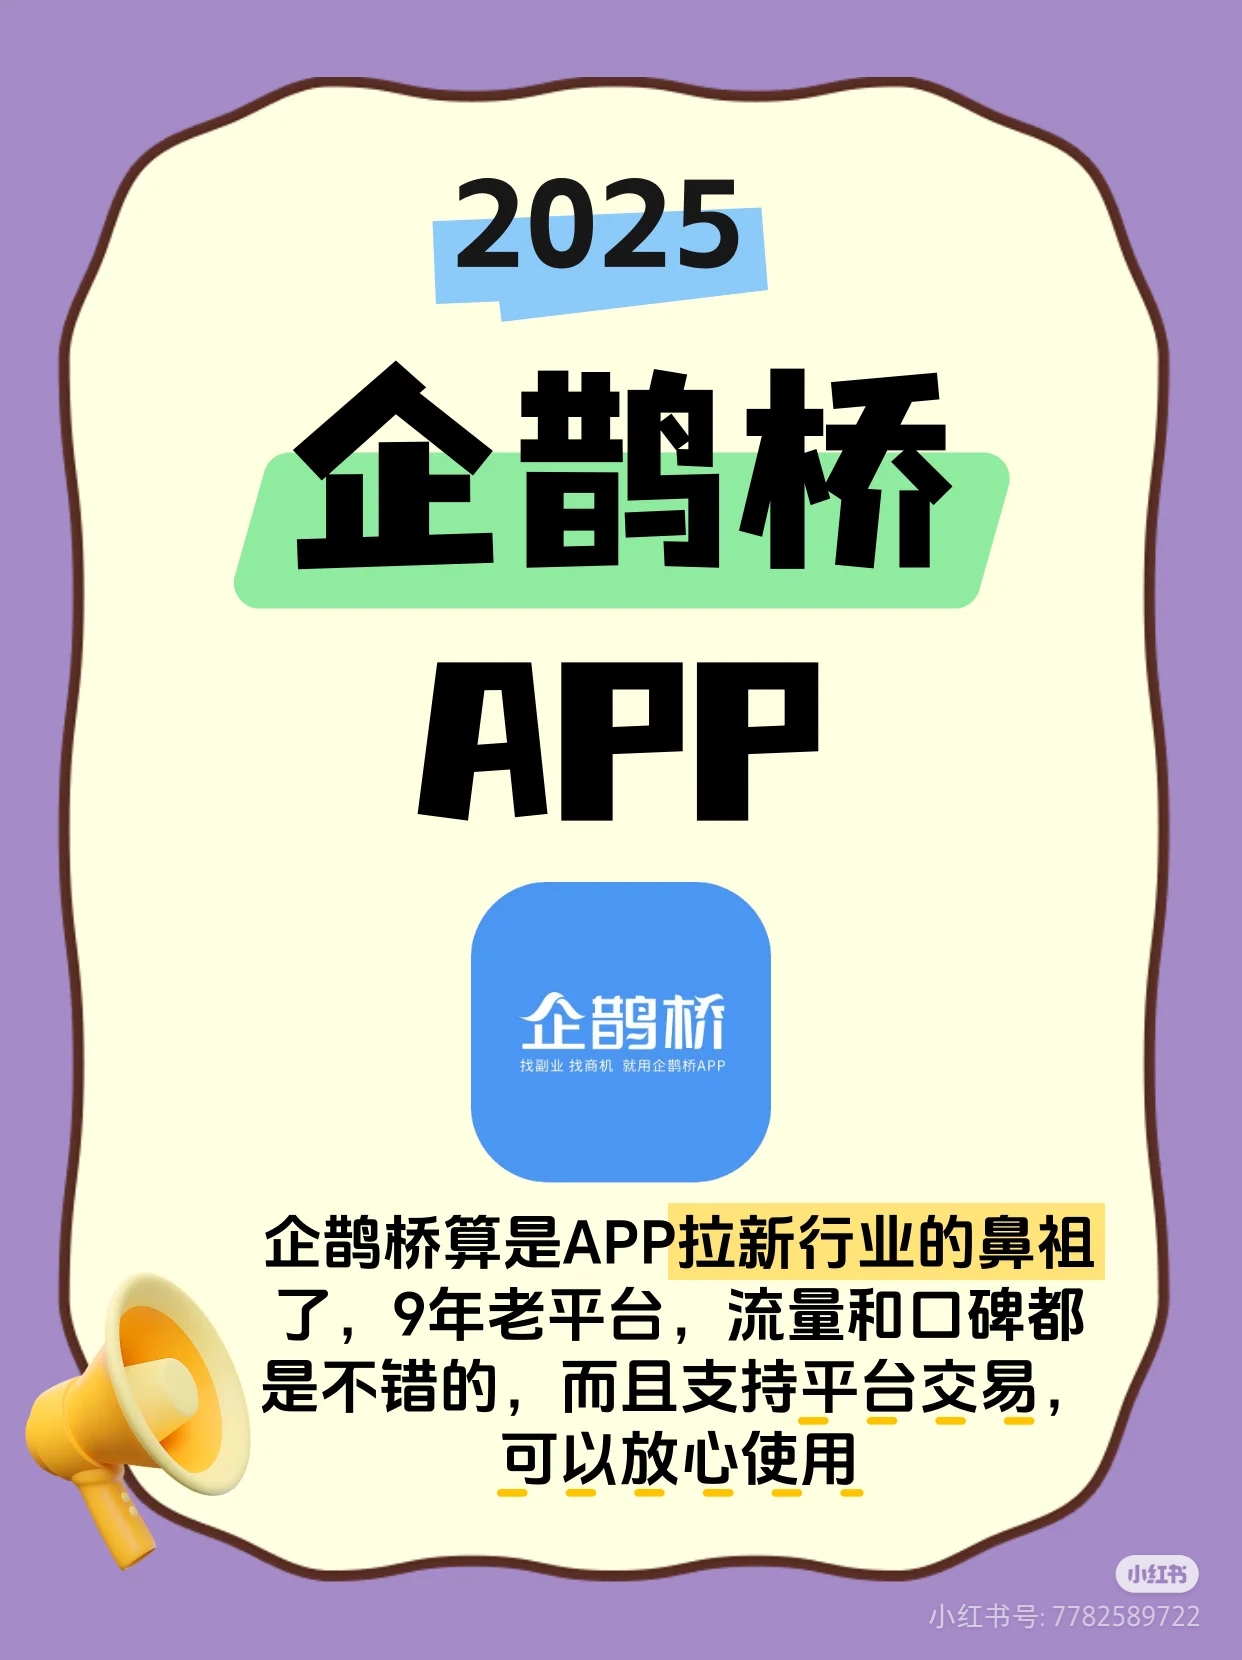 2025
企鹊桥
APP
企鹊桥
找副业 找商机 就用企鹊桥APP
企鹊桥算是APP拉新行业的鼻祖
了，9年老平台，流量和口碑都
是不错的，而且支持平台交易，
可以放心使用
小红书
小红书号: 7782589722